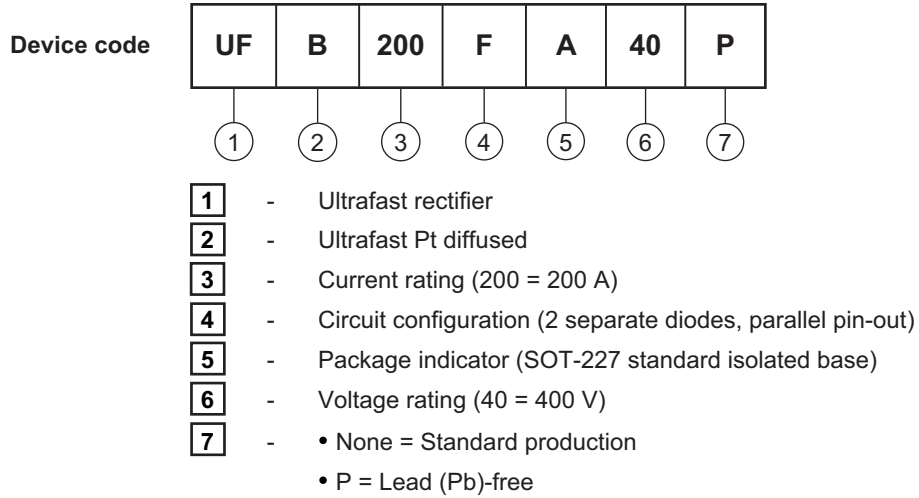 Device code UF B 200 F A 40 P
1 2 3 4 5 6 7
1 - Ultrafast rectifier
2 - Ultrafast Pt diffused
3 - Current rating (200 = 200 A)
4 - Circuit configuration (2 separate diodes, parallel pin-out)
5 - Package indicator (SOT-227 standard isolated base)
6 - Voltage rating (40 = 400 V)
7 - • None = Standard production
• P = Lead (Pb)-free